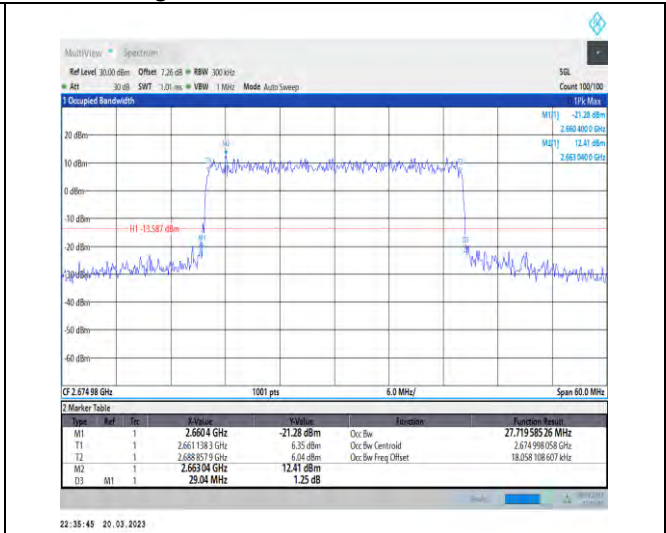 MultiView Spectrum
Ref Level 30.00 dBm Offset 7.26 dB RBW 300 kHz SGL
Att 30 dB SWT 1.01 ms VBW 1 MHz Mode Auto Sweep Count 100/100
1 Occupied Bandwidth 1Pk Max
M1[1] -21.28 dBm
2.660 400 0 GHz
M2[1] 12.41 dBm
2.663 040 0 GHz
20 dBm
M2
10 dBm
0 dBm
-10 dBm
H1 -13.587 dBm
-20 dBm
-30 dBm
-40 dBm
-50 dBm
-60 dBm
CF 2.674 98 GHz 1001 pts 6.0 MHz/ Span 60.0 MHz
2 Marker Table
Type Ref Trc X-Value Y-Value Function Function Result
M1 1 2.6604 GHz -21.28 dBm Occ Bw 27.719 585 26 MHz
T1 1 2.661 138 3 GHz 6.35 dBm Occ Bw Centroid 2.674 998 058 GHz
T2 1 2.688 857 9 GHz 6.04 dBm Occ Bw Freq Offset 18.058 108 607 kHz
M2 1 2.663 04 GHz 12.41 dBm
D3 M1 1 29.04 MHz 1.25 dB
22:35:45 20.03.2023